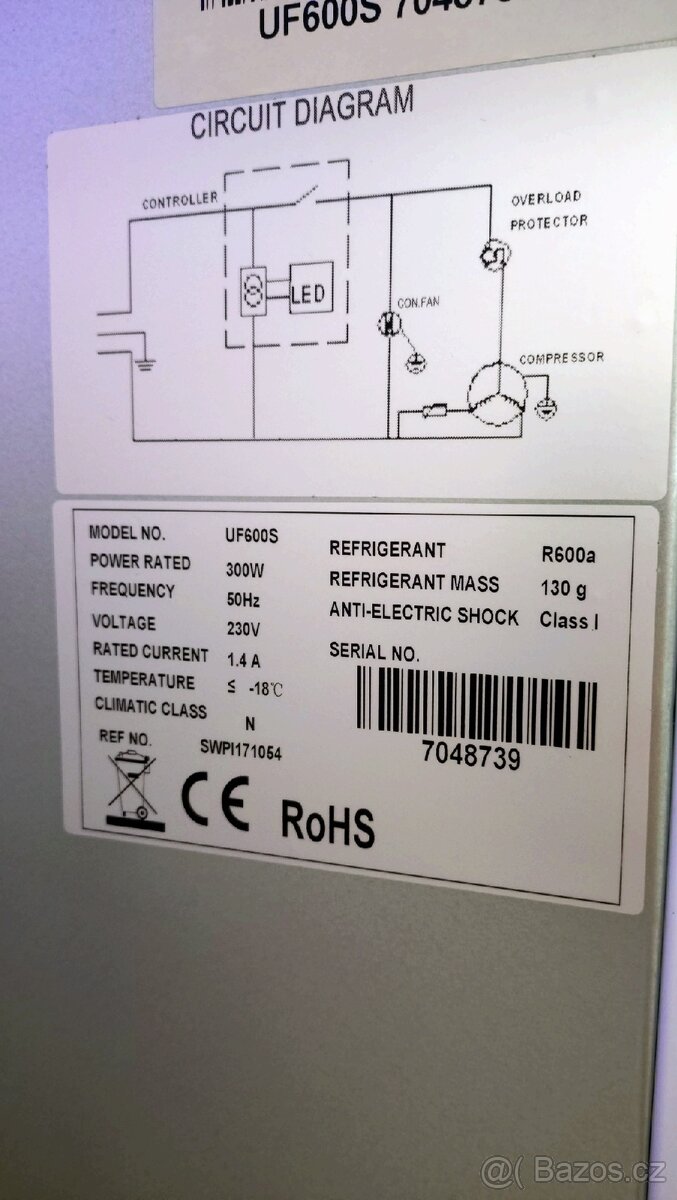 UF600S
CIRCUIT DIAGRAM
CONTROLLER
OVERLOAD
PROTECTOR
LED
CON.FAN
COMPRESSOR
MODEL NO. UF600S
POWER RATED 300W
FREQUENCY 50Hz
VOLTAGE 230V
RATED CURRENT 1.4 A
TEMPERATURE ≤ -18℃
CLIMATIC CLASS N
REF NO. SWPI171054
REFRIGERANT R600a
REFRIGERANT MASS 130 g
ANTI-ELECTRIC SHOCK Class I
SERIAL NO.
7048739
CE RoHS
@( Bazos.cz